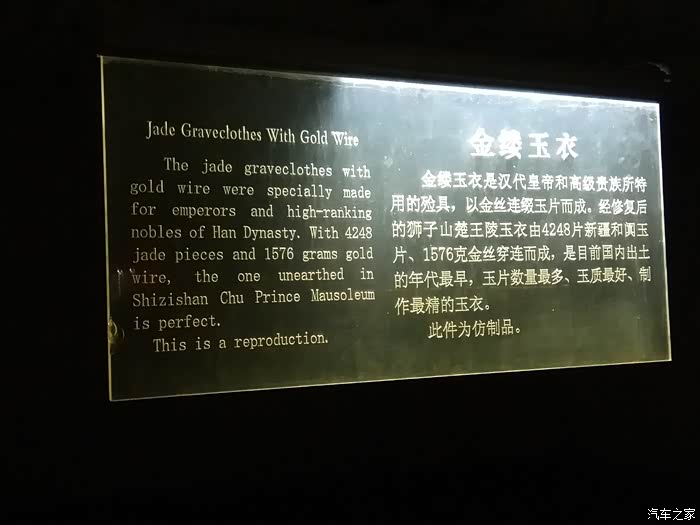 Jade Graveclothes With Gold Wire
The jade graveclothes with
gold wire were specially made
for emperors and high-ranking
nobles of Han Dynasty. With 4248
jade pieces and 1576 grams gold
wire, the one unearthed in
Shizishan Chu Prince Mausoleum
is perfect.
This is a reproduction.
金缕玉衣
金缕玉衣是汉代皇帝和高级贵族所特
用的殓具，以金丝连缀玉片而成。经修复后
的狮子山楚王陵玉衣由4248片新疆和阗玉
片、1576克金丝穿连而成，是目前国内出土
的年代最早，玉片数量最多、玉质最好、制
作最精的玉衣。
此件为仿制品。
汽车之家